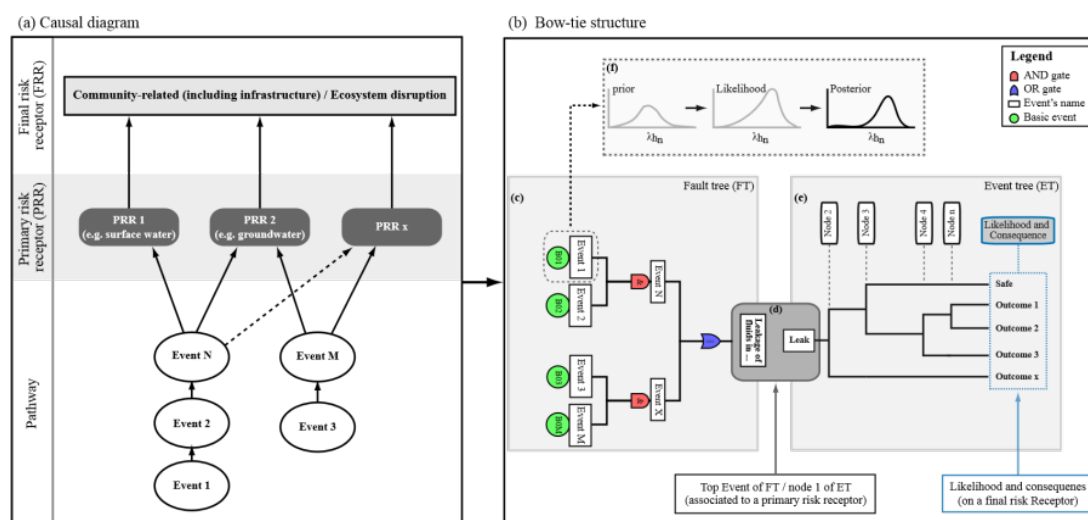 (a) Causal diagram
Final risk
receptor (FRR)
Community-related (including infrastructure) / Ecosystem disruption
Primary risk
receptor (PRR)
PRR 1
(e.g. surface water)
PRR 2
(e.g. groundwater)
PRR x
Pathway
Event N
Event M
Event 2
Event 3
Event 1
(b) Bow-tie structure
Legend
AND gate
OR gate
Event's name
Basic event
(f)
prior
Likelihood
Posterior
λhn
λhn
λhn
Fault tree (FT)
(c)
B01
Event 1
B02
Event 2
&
Event N
B03
Event 3
B0M
Event M
&
Event X
(d)
Leakage of
fluids in ...
Leak
Event tree (ET)
(e)
Node 2
Node 3
Node 4
Node n
Likelihood and
Consequence
Safe
Outcome 1
Outcome 2
Outcome 3
Outcome x
Top Event of FT / node 1 of ET
(associated to a primary risk receptor)
Likelihood and consequenes
(on a final risk Receptor)